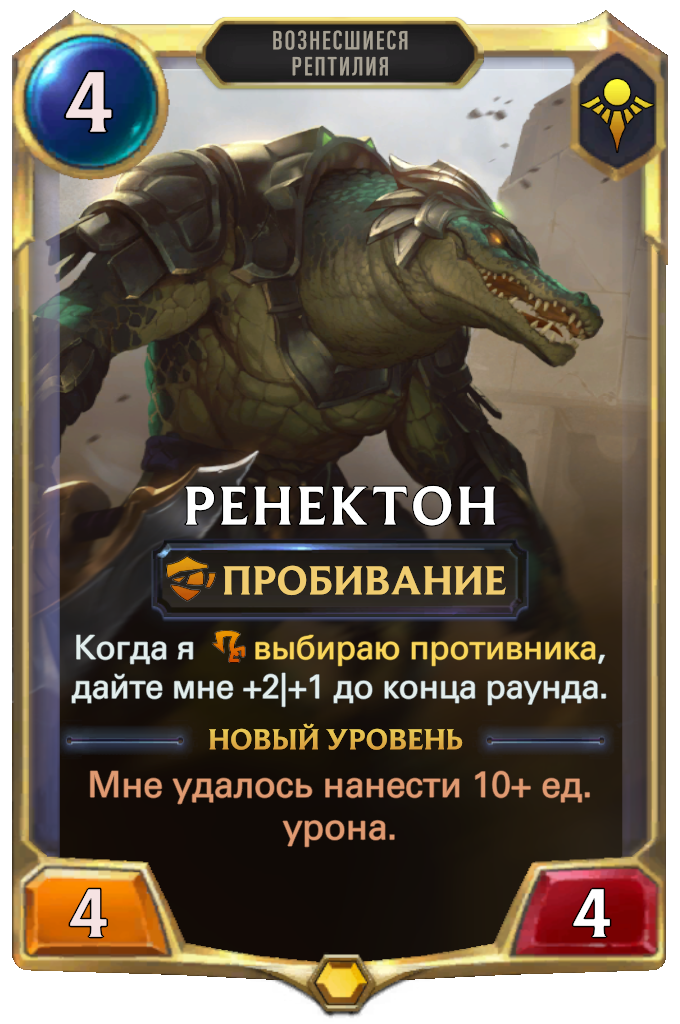 ВОЗНЕСШИЕСЯ
РЕПТИЛИЯ
4
РЕНЕКТОН
ПРОБИВАНИЕ
Когда я выбираю противника,
дайте мне +2|+1 до конца раунда.
НОВЫЙ УРОВЕНЬ
Мне удалось нанести 10+ ед.
урона.
4
4